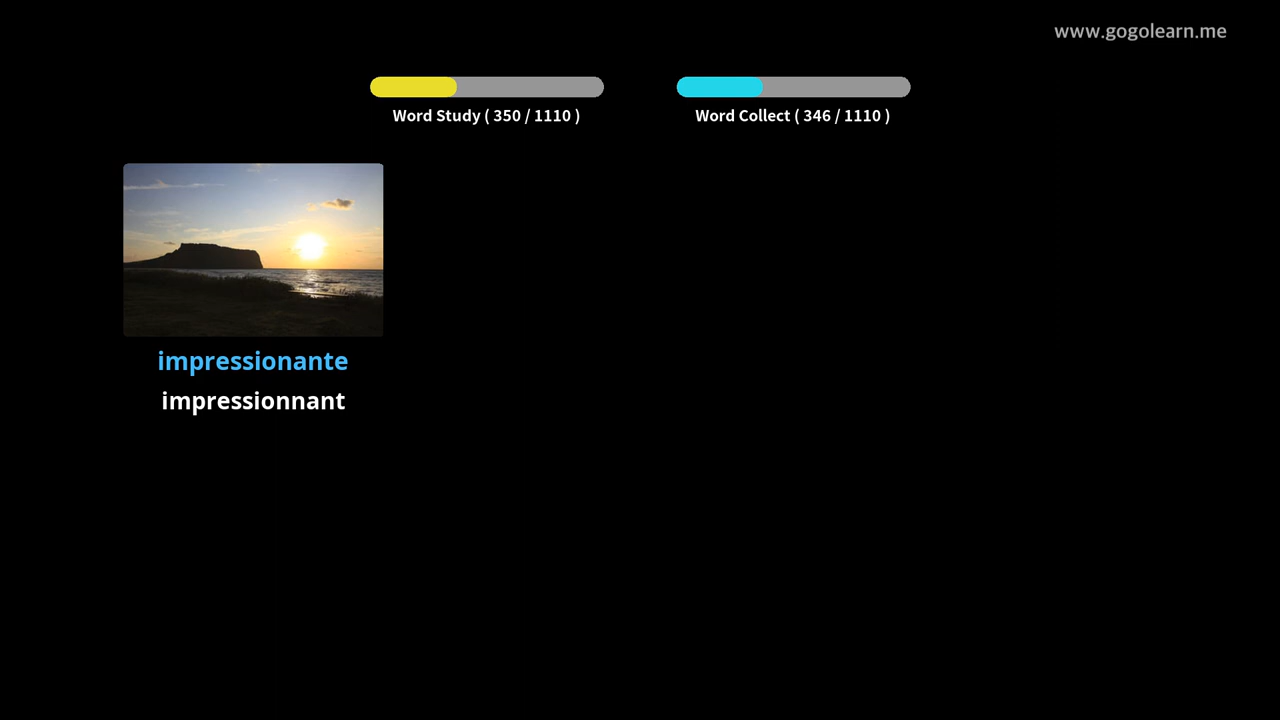 www.gogolearn.me
Word Study ( 350 / 1110 )
Word Collect ( 346 / 1110 )
impressionante
impressionnant